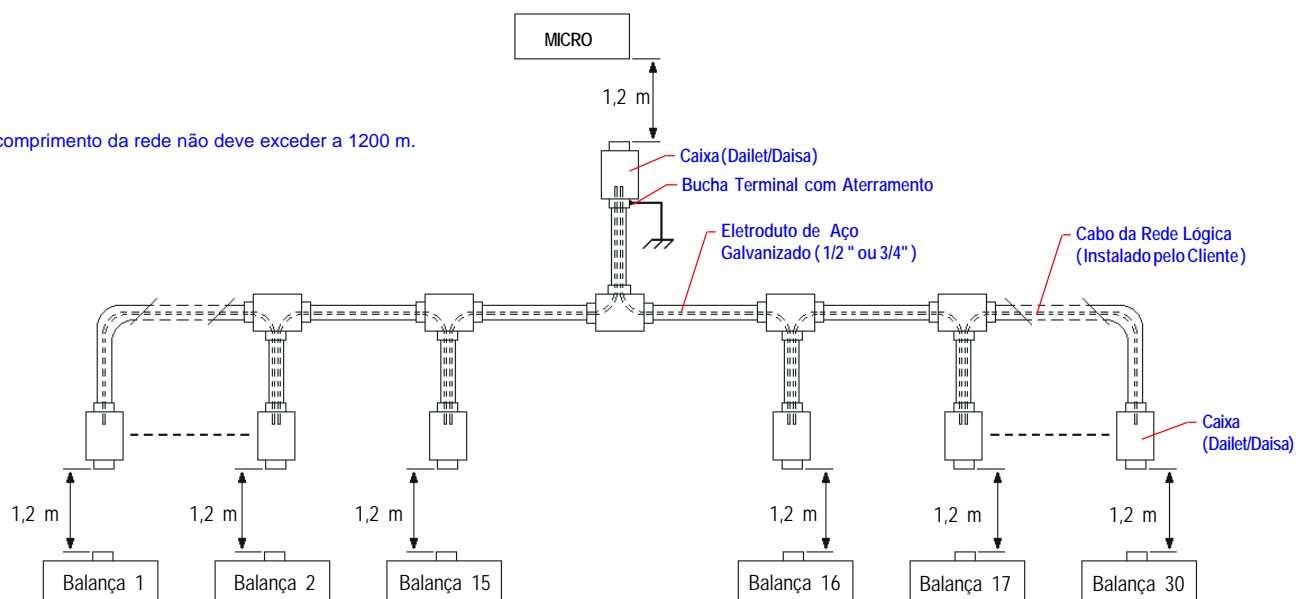 MICRO
1,2 m
comprimento da rede não deve exceder a 1200 m.
Caixa (Dailet/Daisa)
Bucha Terminal com Aterramento
Eletroduto de Aço
Galvanizado ( 1/2 " ou 3/4" )
Cabo da Rede Lógica
(Instalado pelo Cliente)
Caixa
(Dailet/Daisa)
1,2 m
1,2 m
1,2 m
1,2 m
1,2 m
1,2 m
Balança 1
Balança 2
Balança 15
Balança 16
Balança 17
Balança 30